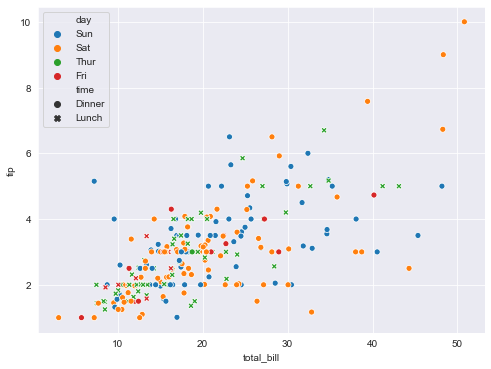 day
Sun
Sat
Thur
Fri
time
Dinner
Lunch
10
8
6
4
2
tip
10
20
30
40
50
total_bill